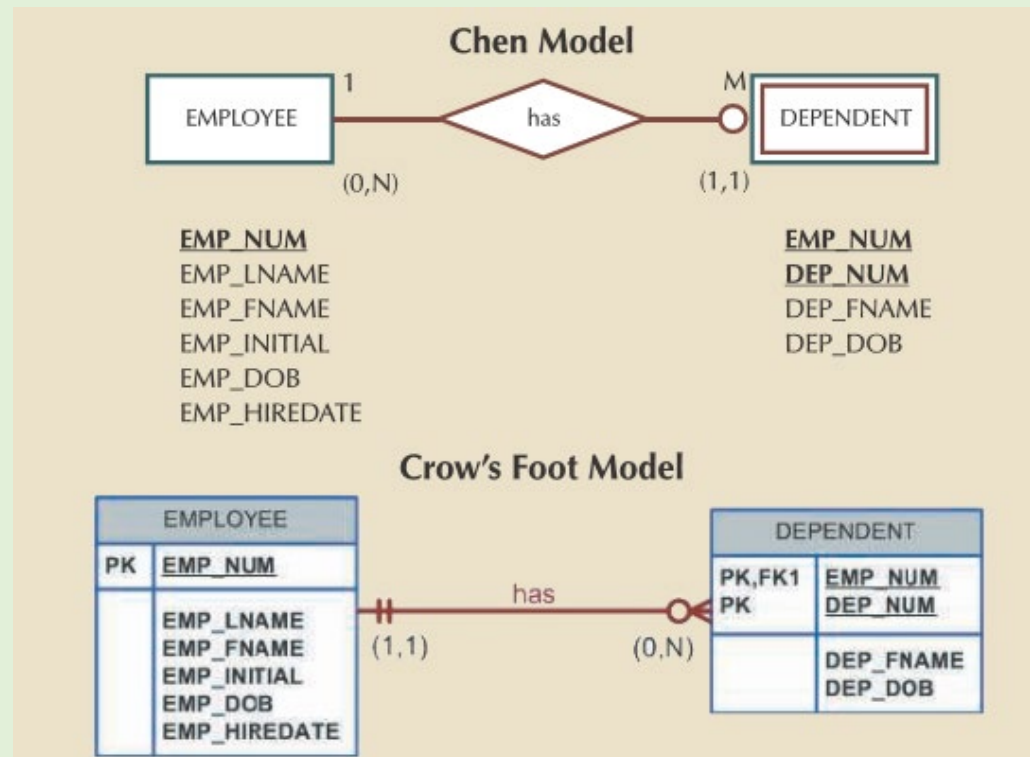 Chen Model
1
M
EMPLOYEE
has
DEPENDENT
(0,N)
(1,1)
EMP_NUM
EMP_LNAME
EMP_FNAME
EMP_INITIAL
EMP_DOB
EMP_HIREDATE
EMP_NUM
DEP_NUM
DEP_FNAME
DEP_DOB
Crow's Foot Model
EMPLOYEE
PK EMP_NUM
EMP_LNAME
EMP_FNAME
EMP_INITIAL
EMP_DOB
EMP_HIREDATE
has
(1,1)
(0,N)
DEPENDENT
PK,FK1 EMP_NUM
PK DEP_NUM
DEP_FNAME
DEP_DOB